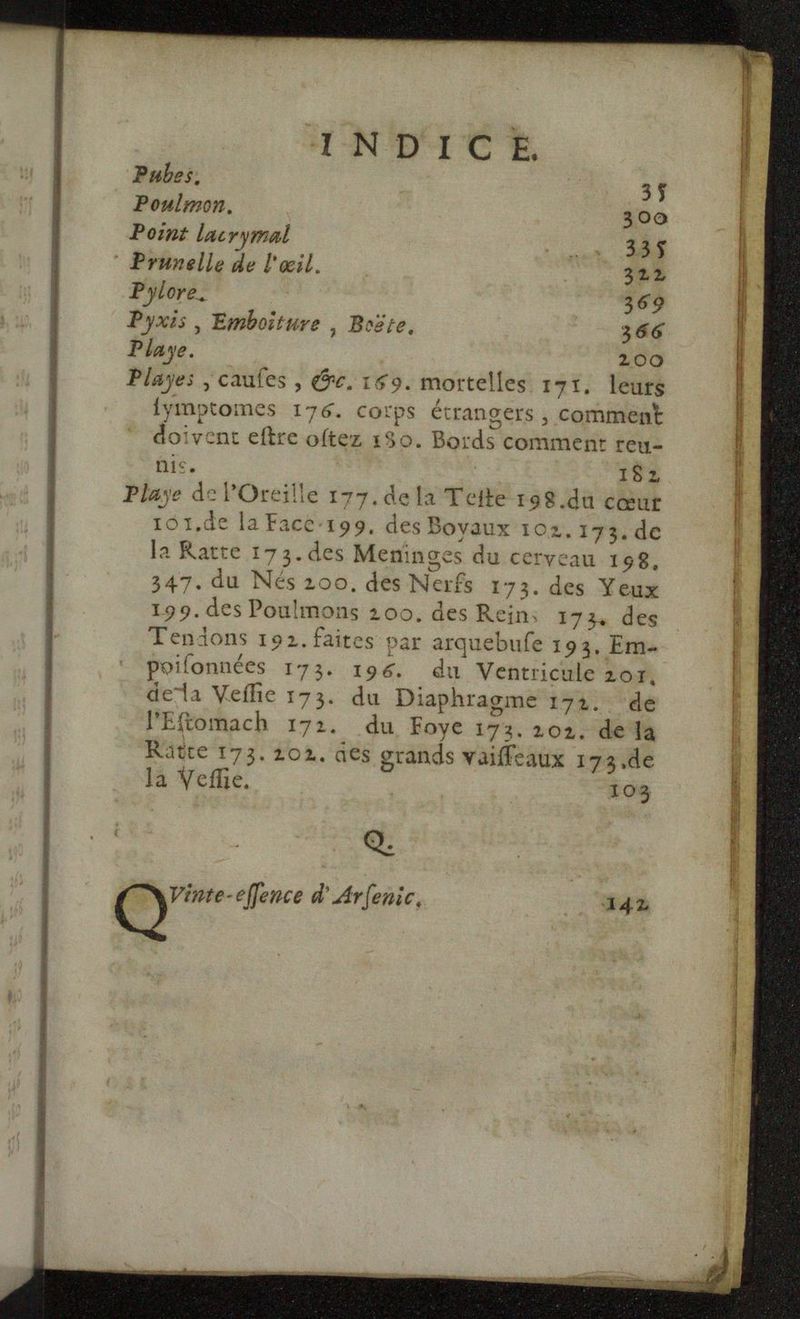 INDICE.
Pubes. 35
Poulmon. 300
Point lacrymal 335
Prunelle de l'œil. 322
Pylore. 369
Pyxis, Emboiture, Boëte. 366
Playe. 200
Playes, cauſes, &c. 169. mortelles 171. leurs
ſymptomes 176. corps étrangers, comment
doivent eſtre oſtez 180. Bords comment reu-
nis. 182
Playe de l'Oreille 177. de la Teſte 198. du cœur
101. de la Face 199. des Boyaux 102. 173. de
la Ratte 173. des Meninges du cerveau 198.
347. du Nés 200. des Nerfs 173. des Yeux
199. des Poulmons 200. des Reins 173. des
Tendons 192. faites par arquebuſe 193. Em-
poiſonnées 173. 196. du Ventricule 201.
de la Veſſie 173. du Diaphragme 172. de
l'Eſtomach 172. du Foye 173. 202. de la
Ratte 173. 202. des grands vaiſſeaux 173. de
la Veſſie. 103
Q.
QVinte-eſſence d'Arſenic. 142